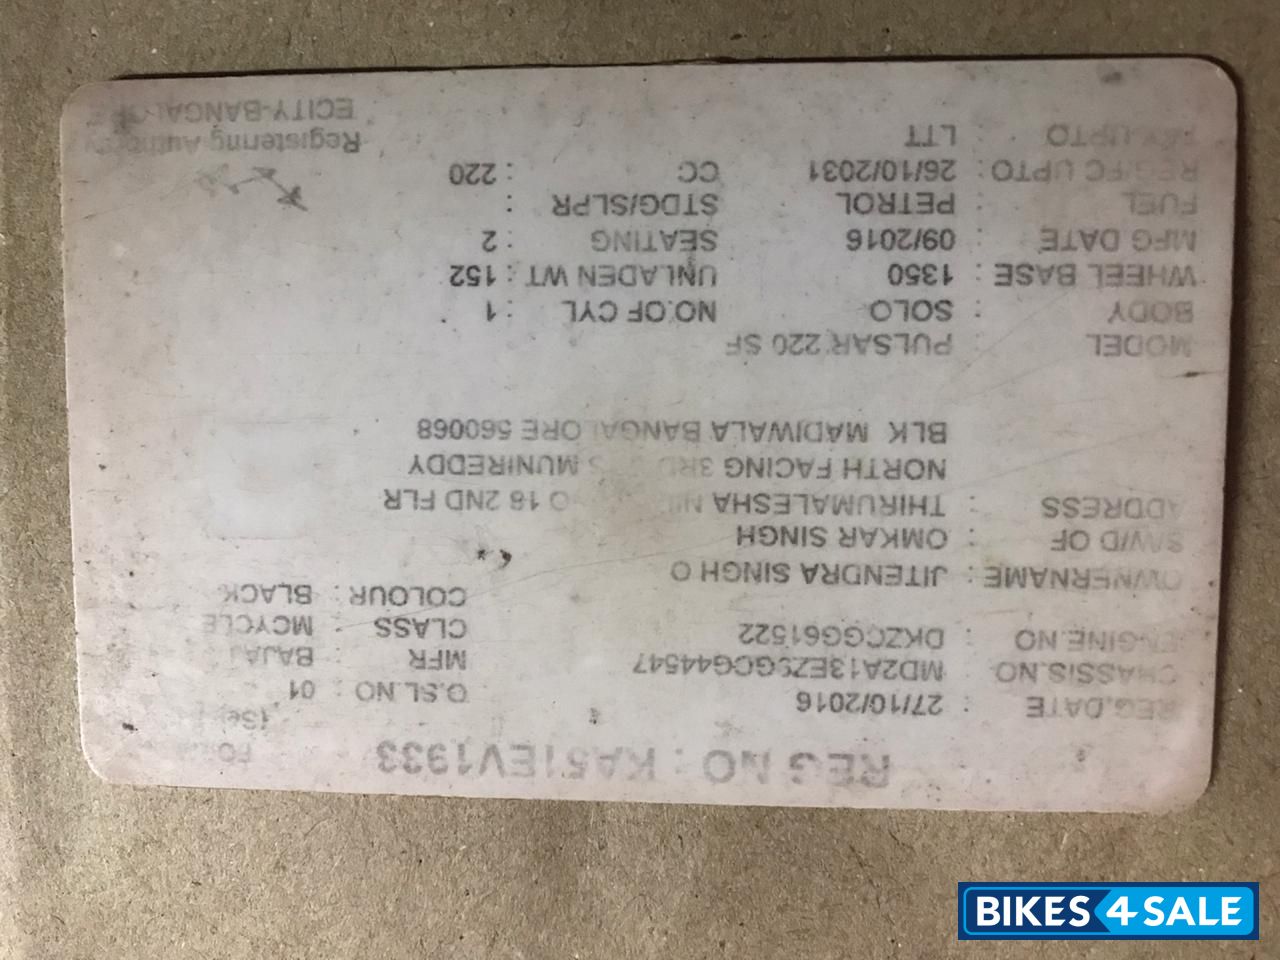 REG NO : KA51EV1933
REG.DATE : 27/10/2016 O.SL.NO : 01
CHASSIS.NO MD2A13EZ9GCG44547 MFR : BAJAJ
ENGINE.NO : DKZCGG61522 CLASS : MCYCLE
OWNERNAME : JITENDRA SINGH O COLOUR : BLACK
S/W/D OF : OMKAR SINGH
ADDRESS : THIRUMALESHA 16 2ND FLR
NORTH FACING 3RD MUNIREDDY
BLK MADIWALA BANGALORE 560068
MODEL : PULSAR 220 SF
BODY : SOLO NO.OF CYL : 1
WHEEL BASE : 1350 UNLADEN WT : 152
MFG DATE : 09/2016 SEATING : 2
FUEL : PETROL STDG/SLPR :
REG/FC UPTO : 26/10/2031 CC : 220
UPTO : LTT
Registering Authority
ECITY-BANGALORE
BIKES4SALE